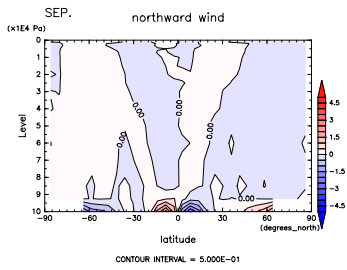 SEP.
northward wind
(×1E4 Pa)
0
1
2
3
4
5
6
7
8
9
10
Level
0.00
0.00
0.00
0.00
0.00
4.5
3
1.5
0
−1.5
−3
−4.5
−90 −60 −30 0 30 60 90
(degrees_north)
latitude
CONTOUR INTERVAL = 5.000E−01